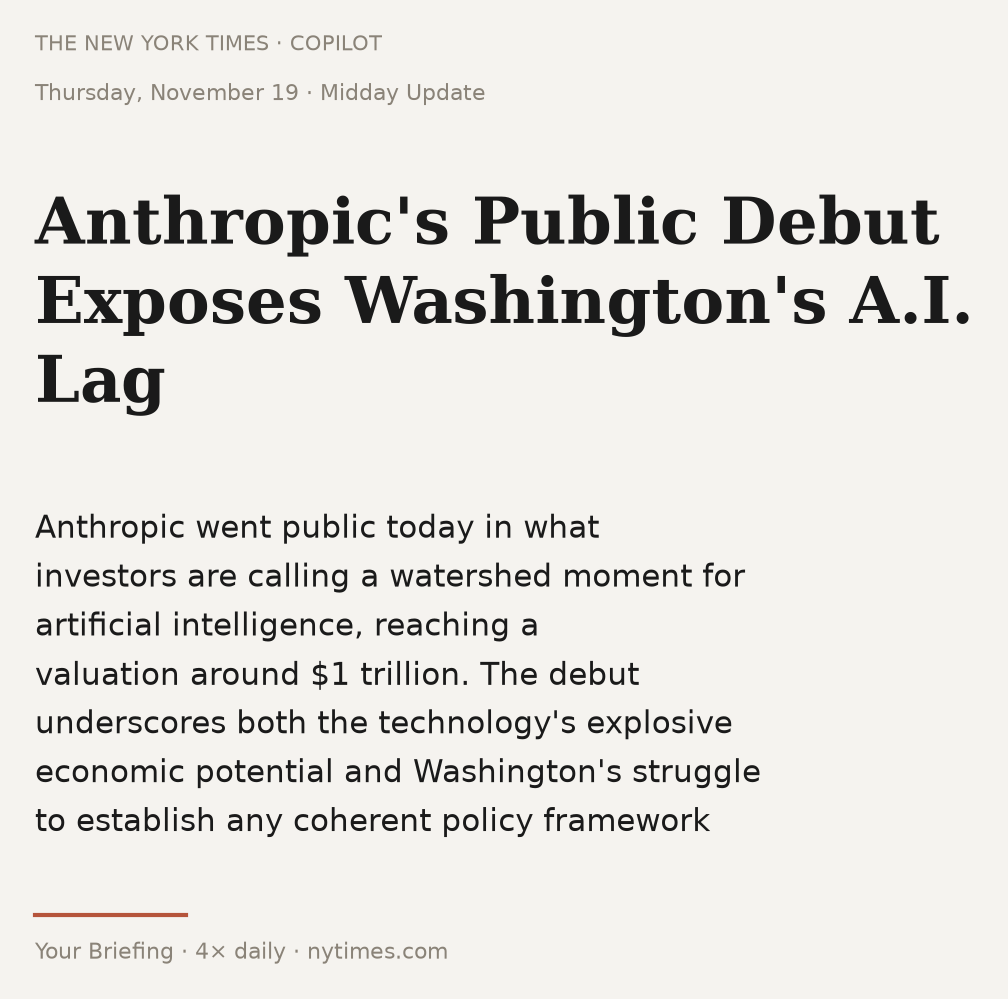 THE NEW YORK TIMES · COPILOT
Thursday, November 19 · Midday Update
Anthropic's Public Debut
Exposes Washington's A.I.
Lag
Anthropic went public today in what
investors are calling a watershed moment for
artificial intelligence, reaching a
valuation around $1 trillion. The debut
underscores both the technology's explosive
economic potential and Washington's struggle
to establish any coherent policy framework
Your Briefing · 4× daily · nytimes.com